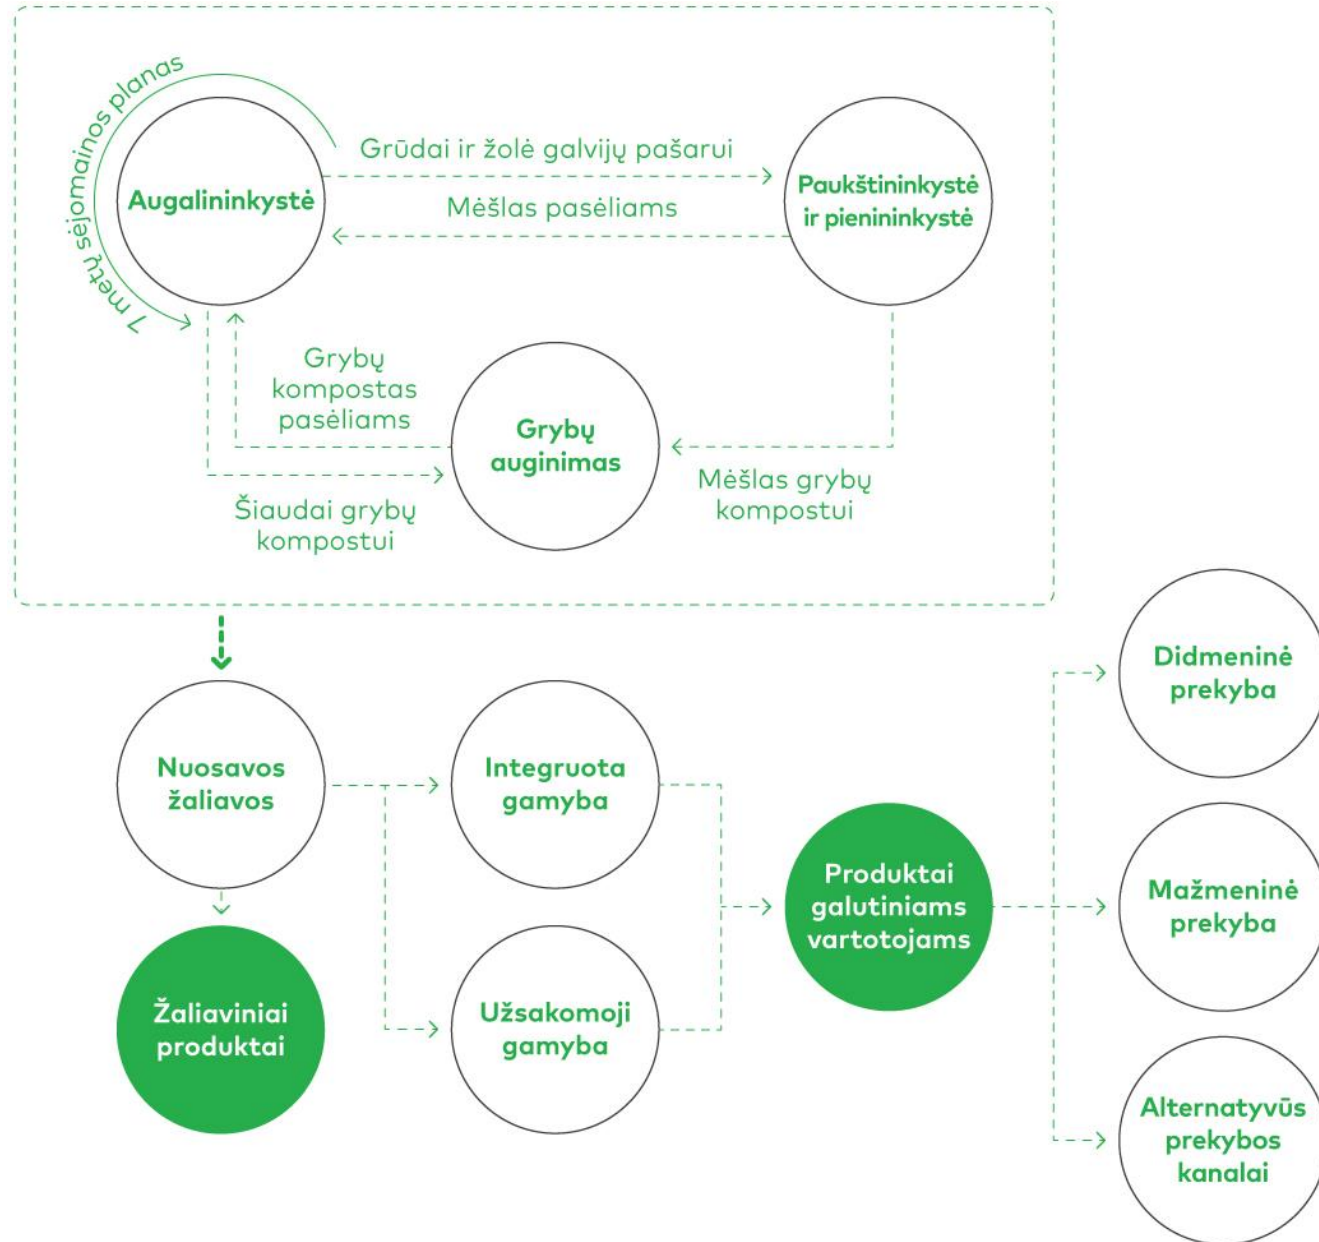 7 metų sėjomainos planas
Augalininkystė
Grūdai ir žolė galvijų pašarui
Mėšlas pasėliams
Paukštininkystė
ir pienininkystė
Grybų
kompostas
pasėliams
Grybų
auginimas
Šiaudai grybų
kompostui
Mėšlas grybų
kompostui
Nuosavos
žaliavos
Integruota
gamyba
Žaliaviniai
produktai
Užsakomoji
gamyba
Produktai
galutiniams
vartotojams
Didmeninė
prekyba
Mažmeninė
prekyba
Alternatyvūs
prekybos
kanalai